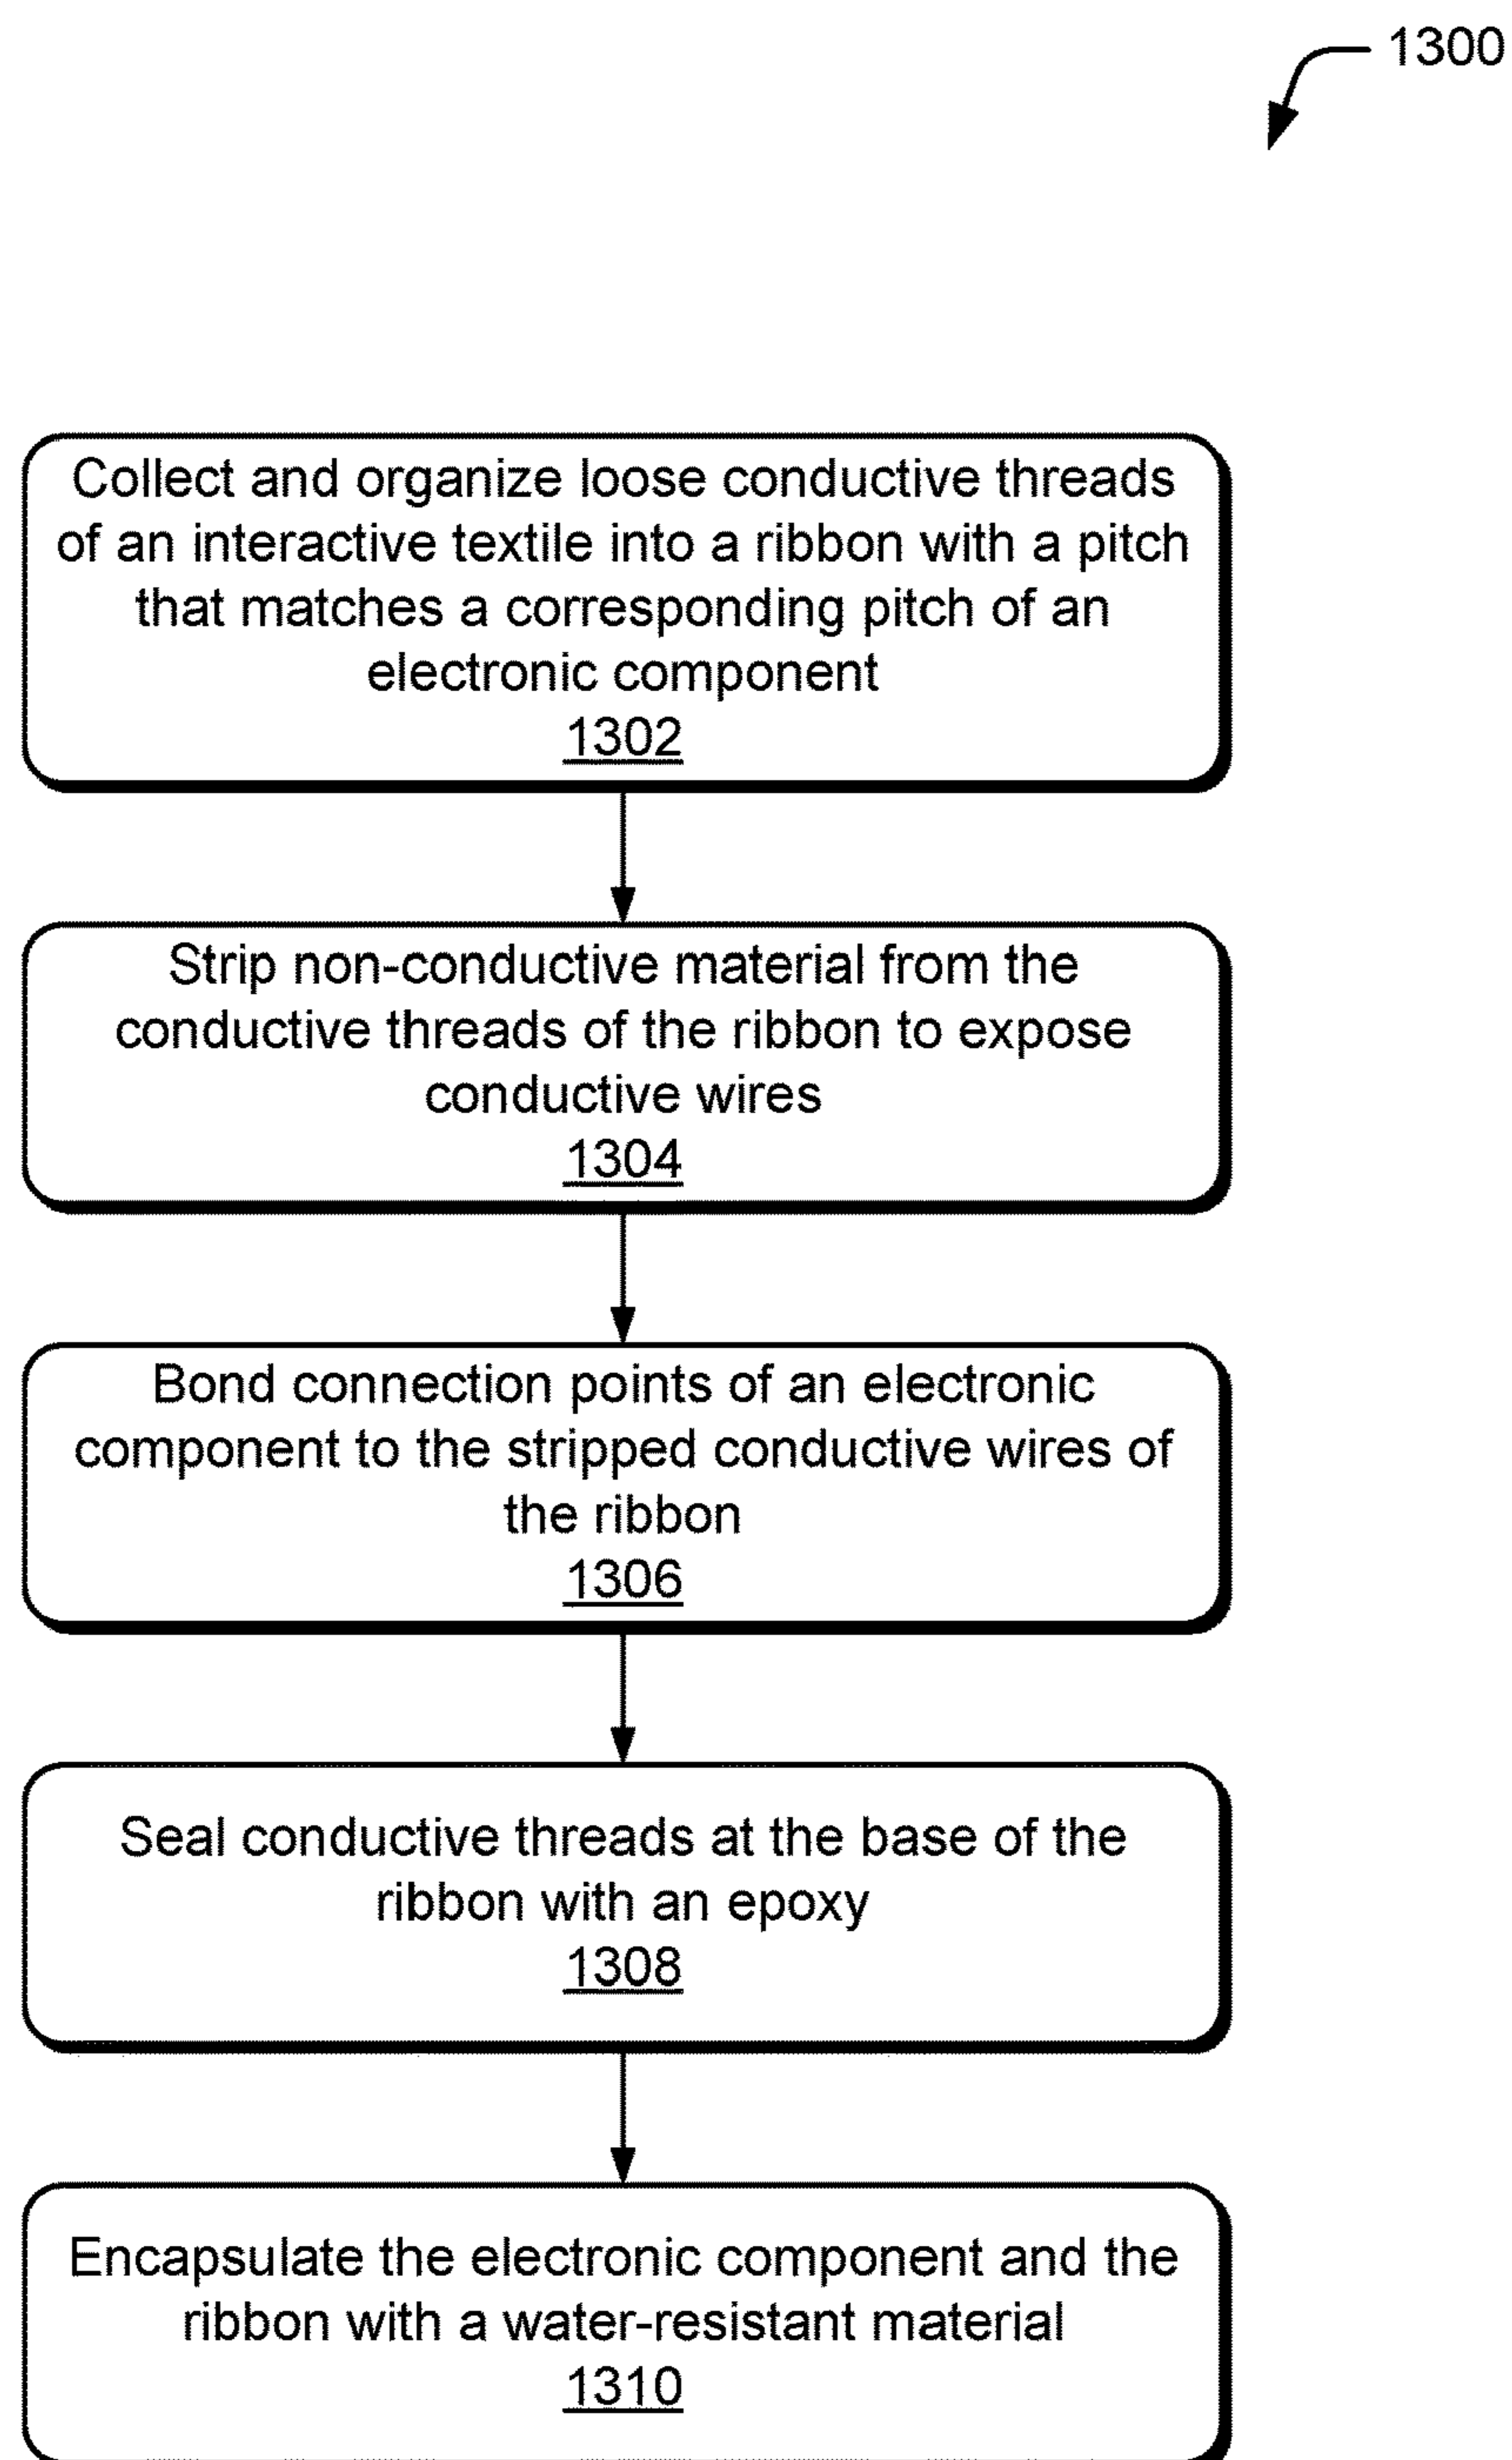 1300
Collect and organize loose conductive threads
of an interactive textile into a ribbon with a pitch
that matches a corresponding pitch of an
electronic component
1302
Strip non-conductive material from the
conductive threads of the ribbon to expose
conductive wires
1304
Bond connection points of an electronic
component to the stripped conductive wires of
the ribbon
1306
Seal conductive threads at the base of the
ribbon with an epoxy
1308
Encapsulate the electronic component and the
ribbon with a water-resistant material
1310